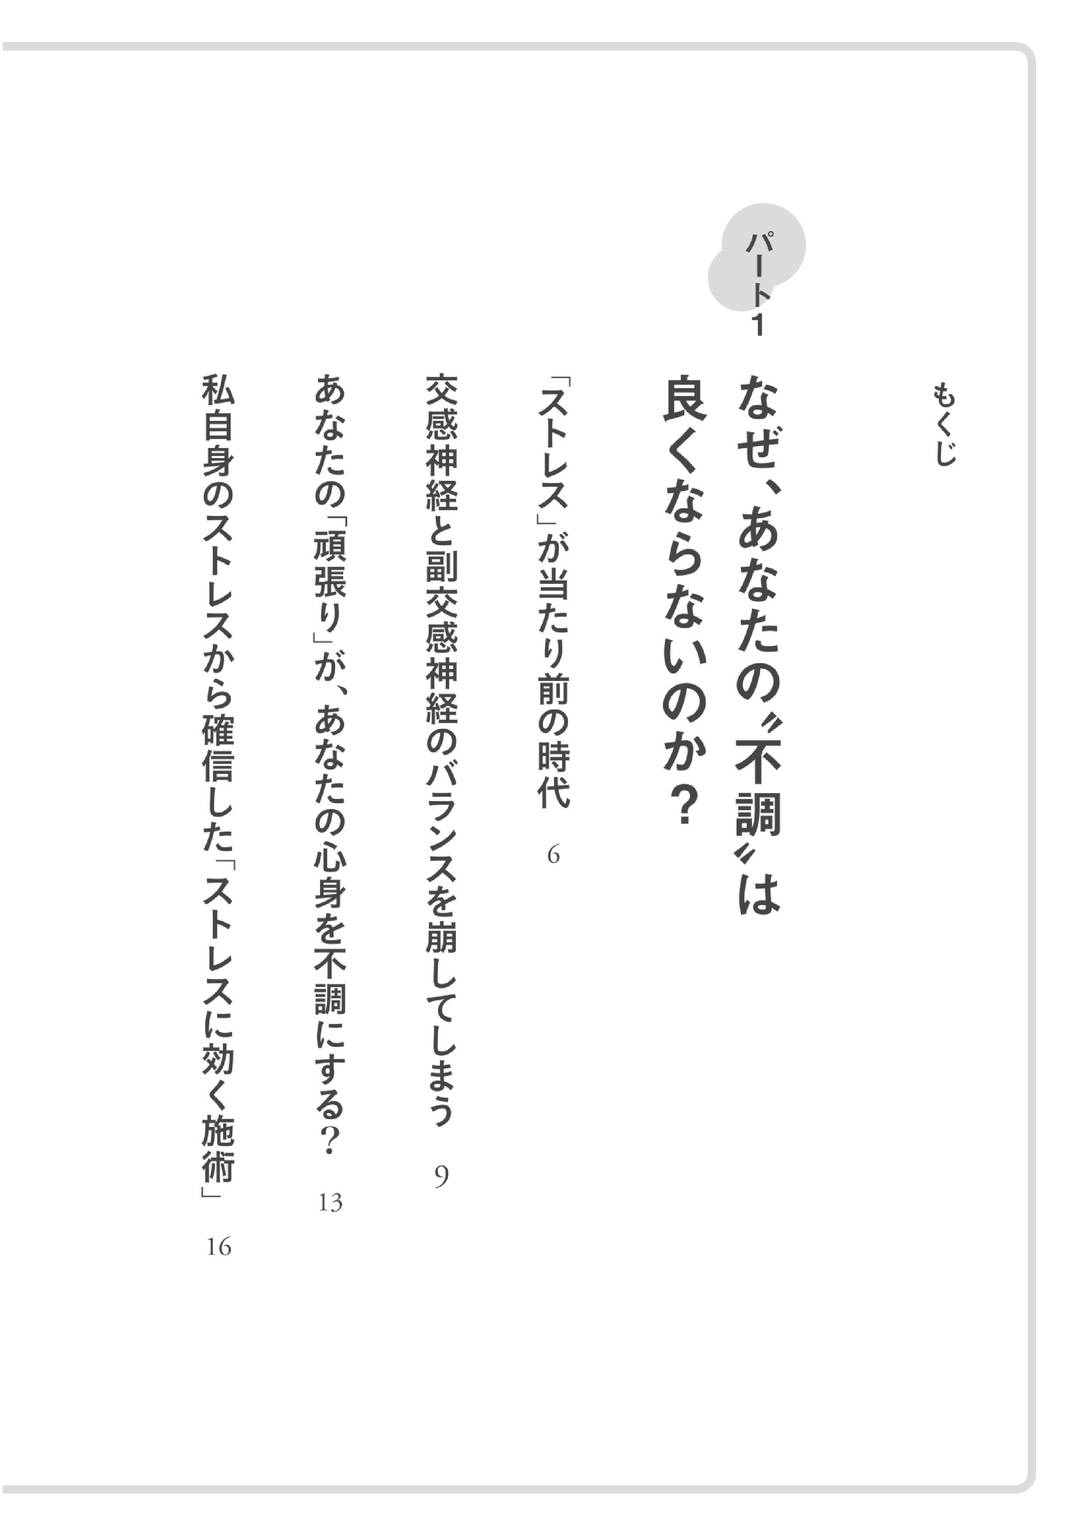 もくじ
パート1
なぜ、あなたの〝不調〟は
良くならないのか？
「ストレス」が当たり前の時代 6
交感神経と副交感神経のバランスを崩してしまう 9
あなたの「頑張り」が、あなたの心身を不調にする？ 13
私自身のストレスから確信した「ストレスに効く施術」 16